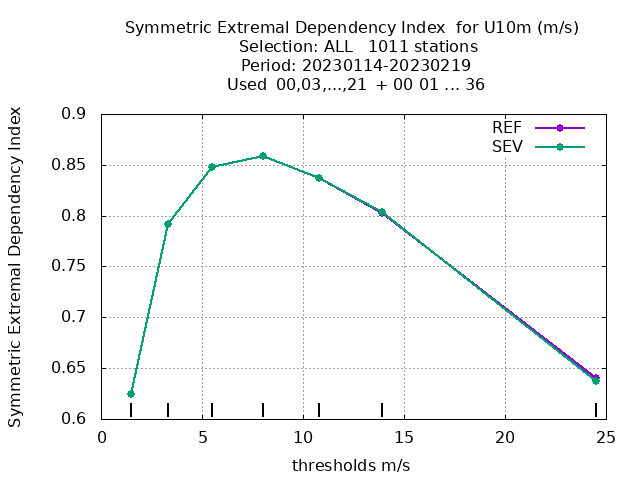 Symmetric Extremal Dependency Index  for U10m (m/s)
Selection: ALL   1011 stations
Period: 20230114-20230219
Used  00,03,...,21  + 00 01 ... 36
Symmetric Extremal Dependency Index
0.9
0.85
0.8
0.75
0.7
0.65
0.6
REF
SEV
0 5 10 15 20 25
thresholds m/s